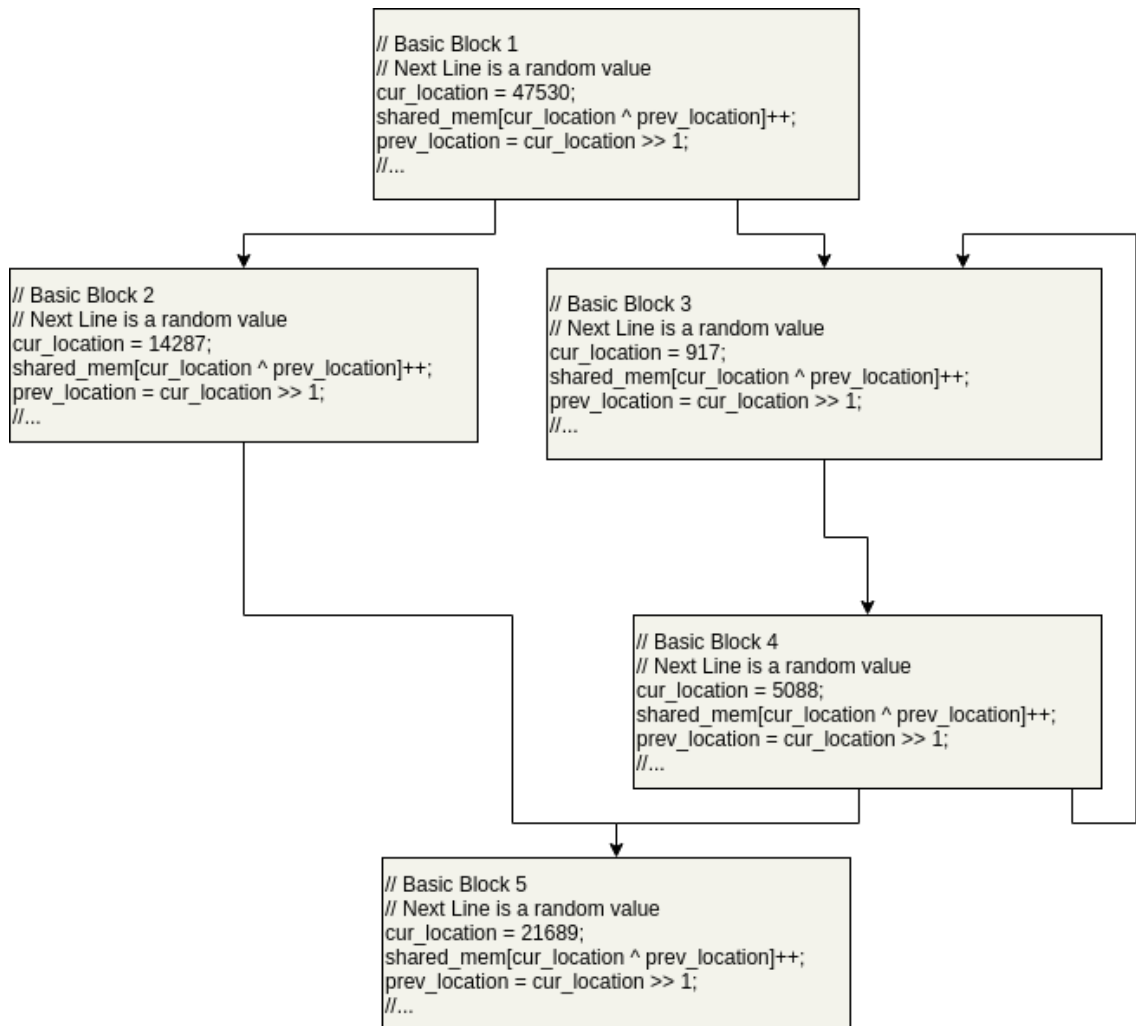 // Basic Block 1
// Next Line is a random value
cur_location = 47530;
shared_mem[cur_location ^ prev_location]++;
prev_location = cur_location >> 1;
//...
// Basic Block 2
// Next Line is a random value
cur_location = 14287;
shared_mem[cur_location ^ prev_location]++;
prev_location = cur_location >> 1;
//...
// Basic Block 3
// Next Line is a random value
cur_location = 917;
shared_mem[cur_location ^ prev_location]++;
prev_location = cur_location >> 1;
//...
// Basic Block 4
// Next Line is a random value
cur_location = 5088;
shared_mem[cur_location ^ prev_location]++;
prev_location = cur_location >> 1;
//...
// Basic Block 5
// Next Line is a random value
cur_location = 21689;
shared_mem[cur_location ^ prev_location]++;
prev_location = cur_location >> 1;
//...